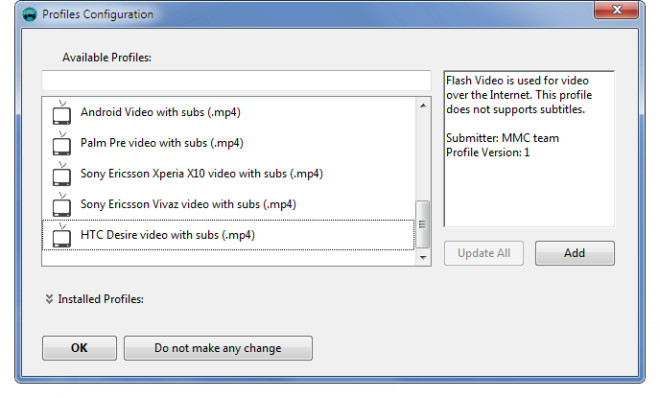 Profiles Configuration
Available Profiles:
Android Video with subs (.mp4)
Palm Pre video with subs (.mp4)
Sony Ericsson Xperia X10 video with subs (.mp4)
Sony Ericsson Vivaz video with subs (.mp4)
HTC Desire video with subs (.mp4)
Flash Video is used for video
over the Internet. This profile
does not supports subtitles.
Submitter: MMC team
Profile Version: 1
Update All
Add
Installed Profiles:
OK
Do not make any change